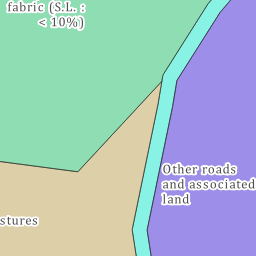 fabric (S.L. :
< 10%)
Other roads
and associated
land
stures